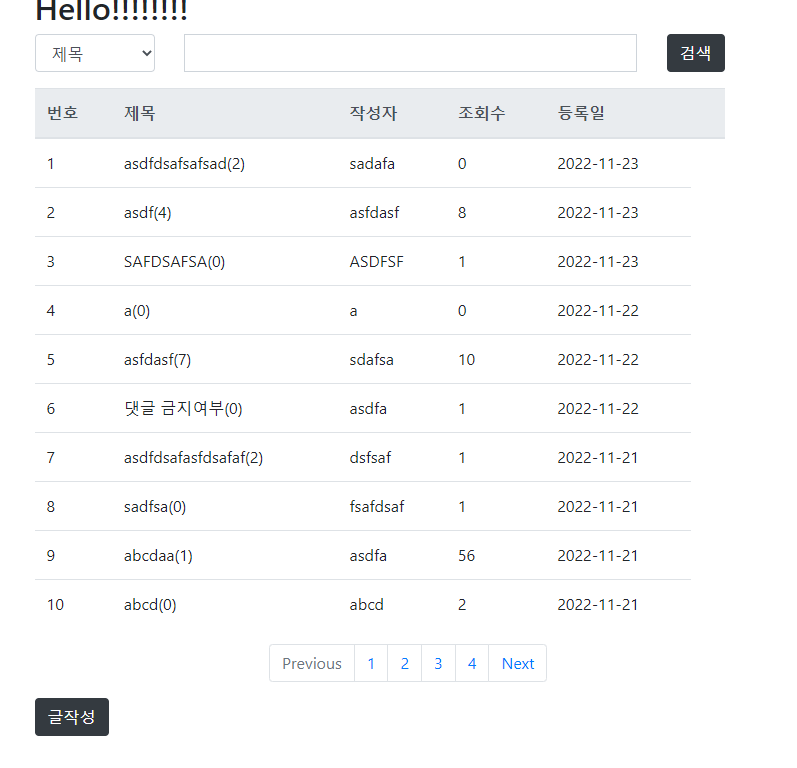 Hello!!!!!!!!
제목 검색
번호 제목 작성자 조회수 등록일
1 asdfdsafsafsad(2) sadafa 0 2022-11-23
2 asdf(4) asfdasf 8 2022-11-23
3 SAFDSAFSA(0) ASDFSF 1 2022-11-23
4 a(0) a 0 2022-11-22
5 asfdasf(7) sdafsa 10 2022-11-22
6 댓글 금지여부(0) asdfa 1 2022-11-22
7 asdfdsafasfdsafaf(2) dsfsaf 1 2022-11-21
8 sadfsa(0) fsafdsaf 1 2022-11-21
9 abcdaa(1) asdfa 56 2022-11-21
10 abcd(0) abcd 2 2022-11-21
Previous 1 2 3 4 Next
글작성